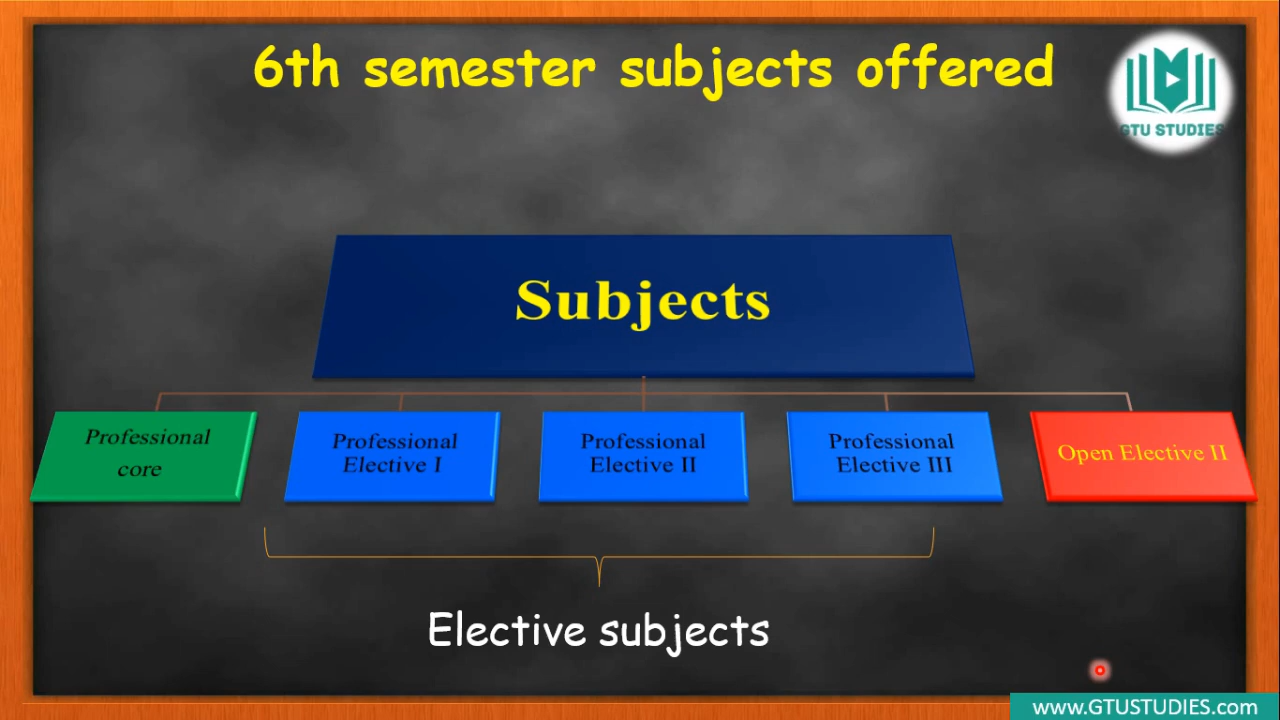 6th semester subjects offered
GTU STUDIES
Subjects
Professional
core
Professional
Elective I
Professional
Elective II
Professional
Elective III
Open Elective II
Elective subjects
www.GTUSTUDIES.com